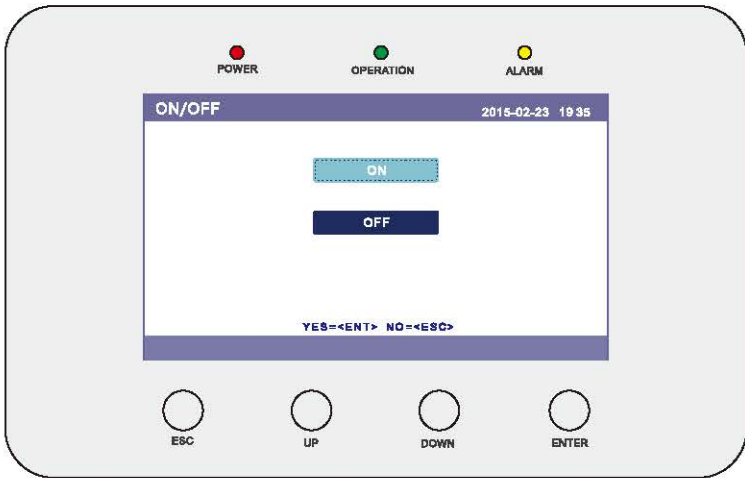 POWER OPERATION ALARM
ON/OFF 2015-02-23 19 35
ON
OFF
YES=<ENT> NO=<ESC>
ESC UP DOWN ENTER